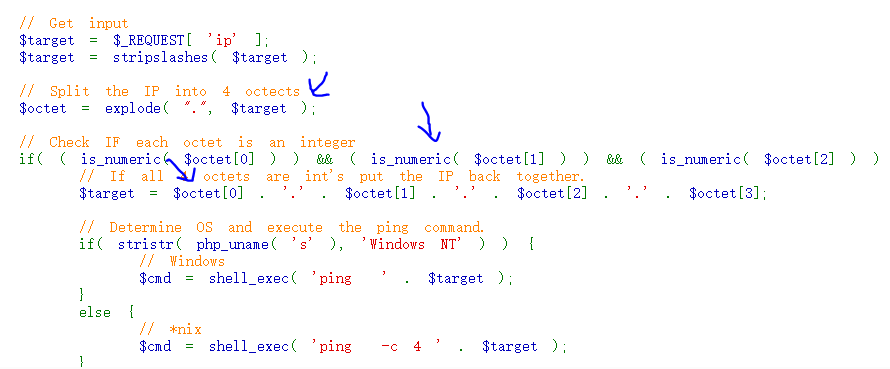 // Get input
$target = $_REQUEST[ 'ip' ];
$target = stripslashes( $target );
// Split the IP into 4 octects
$octet = explode( ".", $target );
// Check IF each octet is an integer
if( ( is_numeric( $octet[0] ) ) && ( is_numeric( $octet[1] ) ) && ( is_numeric( $octet[2] ) )
// If all octets are int's put the IP back together.
$target = $octet[0] . '.' . $octet[1] . '.' . $octet[2] . '.' . $octet[3];
// Determine OS and execute the ping command.
if( stristr( php_uname( 's' ), 'Windows NT' ) ) {
// Windows
$cmd = shell_exec( 'ping ' . $target );
}
else {
// *nix
$cmd = shell_exec( 'ping -c 4 ' . $target );
}